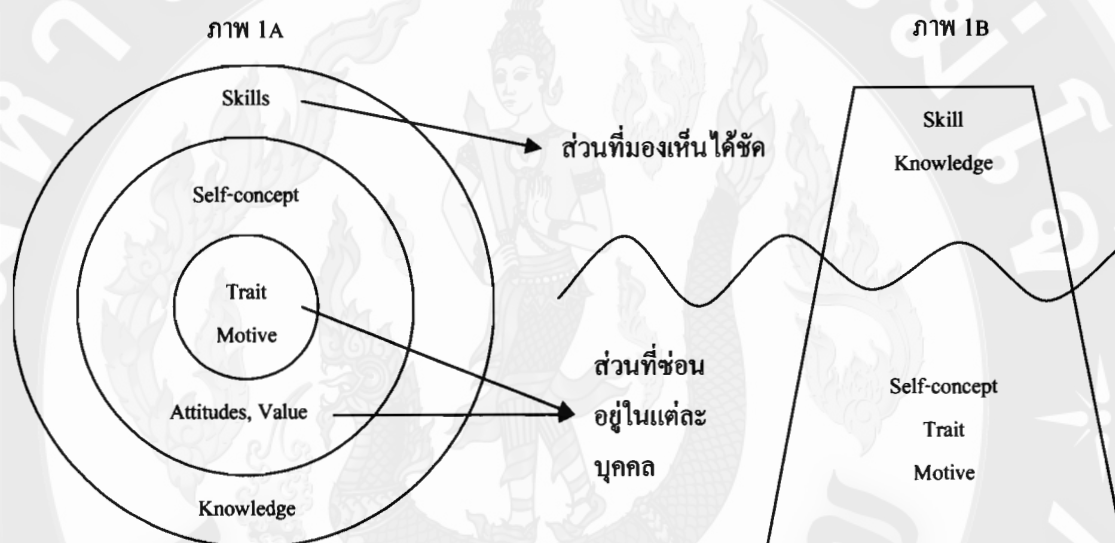 ภาพ 1A
Skills
Self-concept
Trait
Motive
Attitudes, Value
Knowledge
ส่วนที่มองเห็นได้ชัด
ส่วนที่ซ่อน
อยู่ในแต่ละ
บุคคล
ภาพ 1B
Skill
Knowledge
Self-concept
Trait
Motive